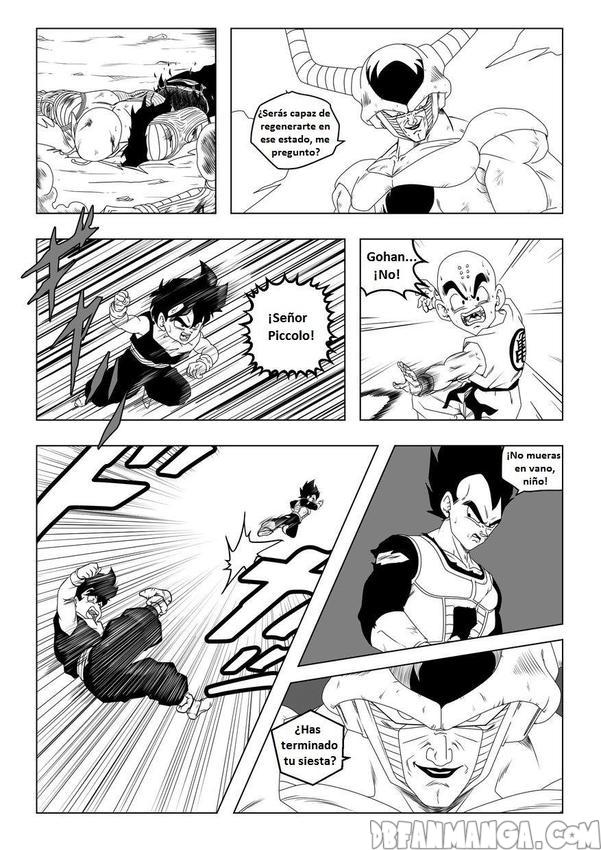 ¿Serás capaz de
regenerarte en
ese estado, me
pregunto?
¡Señor
Piccolo!
Gohan...
¡No!
¡No mueras
en vano,
niño!
¿Has
terminado
tu siesta?
DBFANMANGA.COM